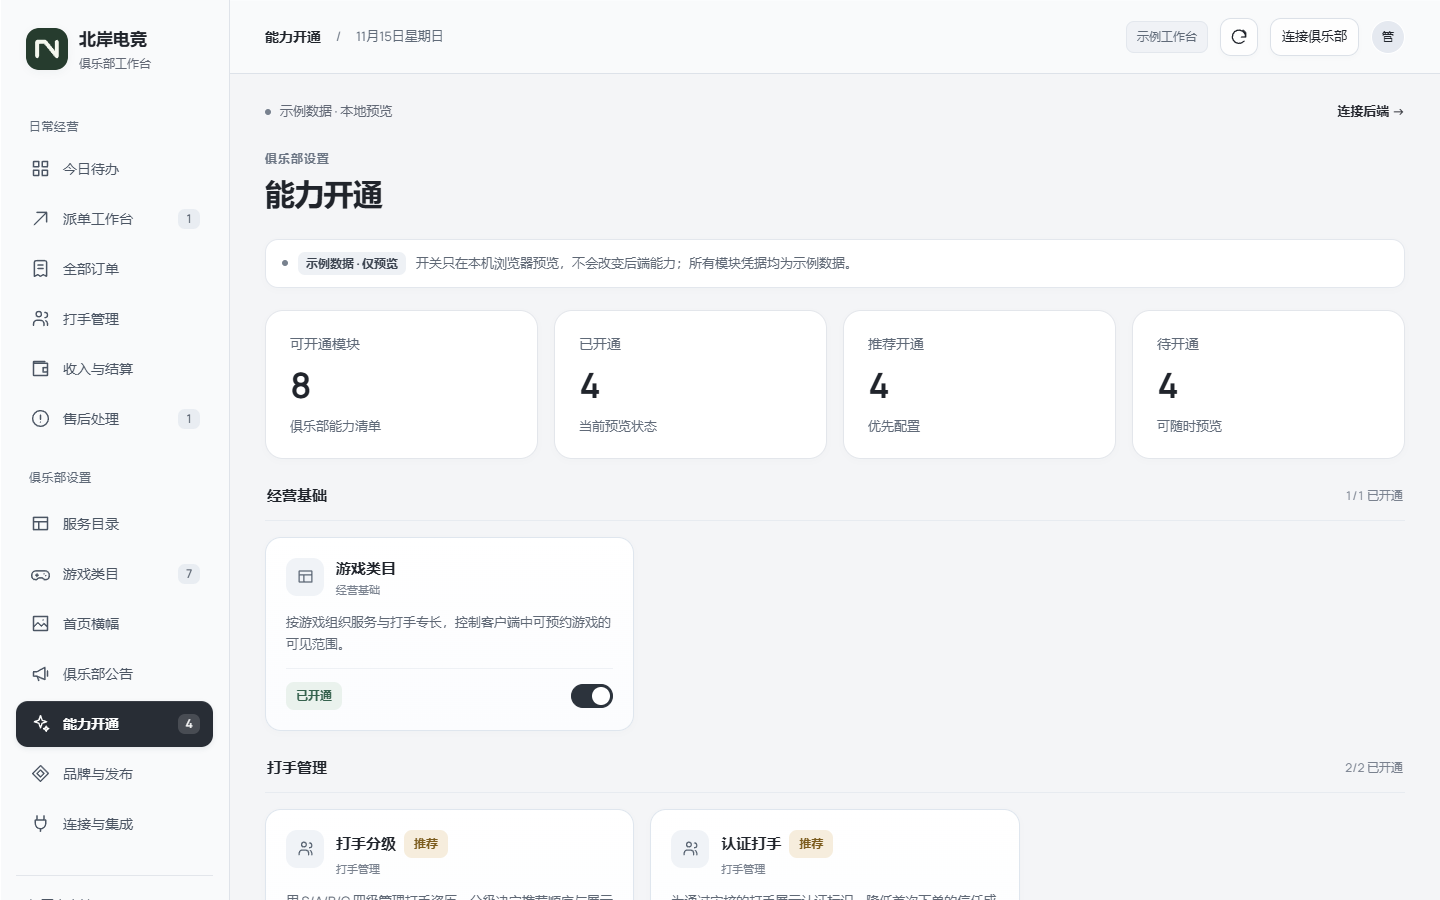 北岸电竞
俱乐部工作台
日常经营
今日待办
派单工作台 1
全部订单
打手管理
收入与结算
售后处理 1
俱乐部设置
服务目录
游戏类目 7
首页横幅
俱乐部公告
能力开通 4
品牌与发布
连接与集成
能力开通 / 11月15日星期日
示例工作台
连接俱乐部
管
示例数据 · 本地预览
连接后端 →
俱乐部设置
能力开通
示例数据 · 仅预览 开关只在本机浏览器预览，不会改变后端能力；所有模块凭据均为示例数据。
可开通模块
8
俱乐部能力清单
已开通
4
当前预览状态
推荐开通
4
优先配置
待开通
4
可随时预览
经营基础
1/1 已开通
游戏类目
经营基础
按游戏组织服务与打手专长，控制客户端中可预约游戏的
可见范围。
已开通
打手管理
2/2 已开通
打手分级 推荐
打手管理
认证打手 推荐
打手管理